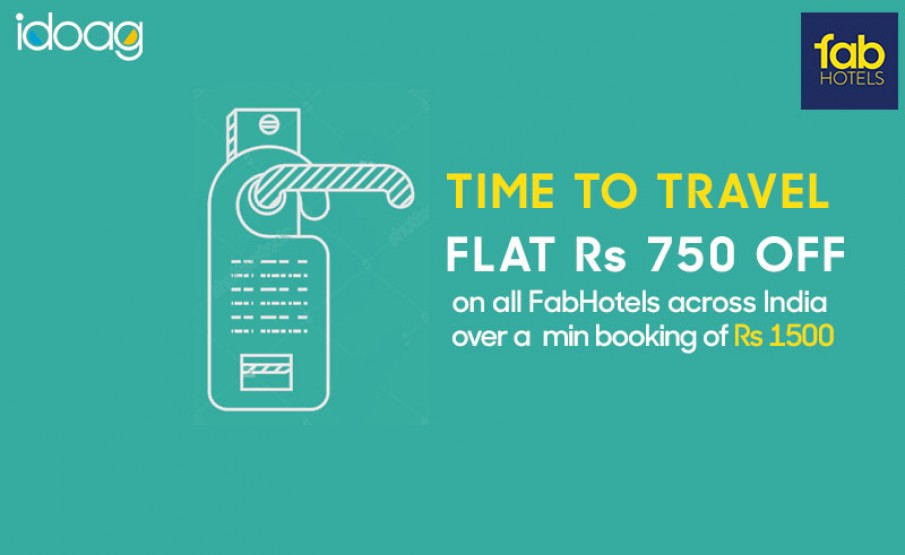 idoag
fab
HOTELS
TIME TO TRAVEL
FLAT Rs 750 OFF
on all FabHotels across India
over a min booking of Rs 1500